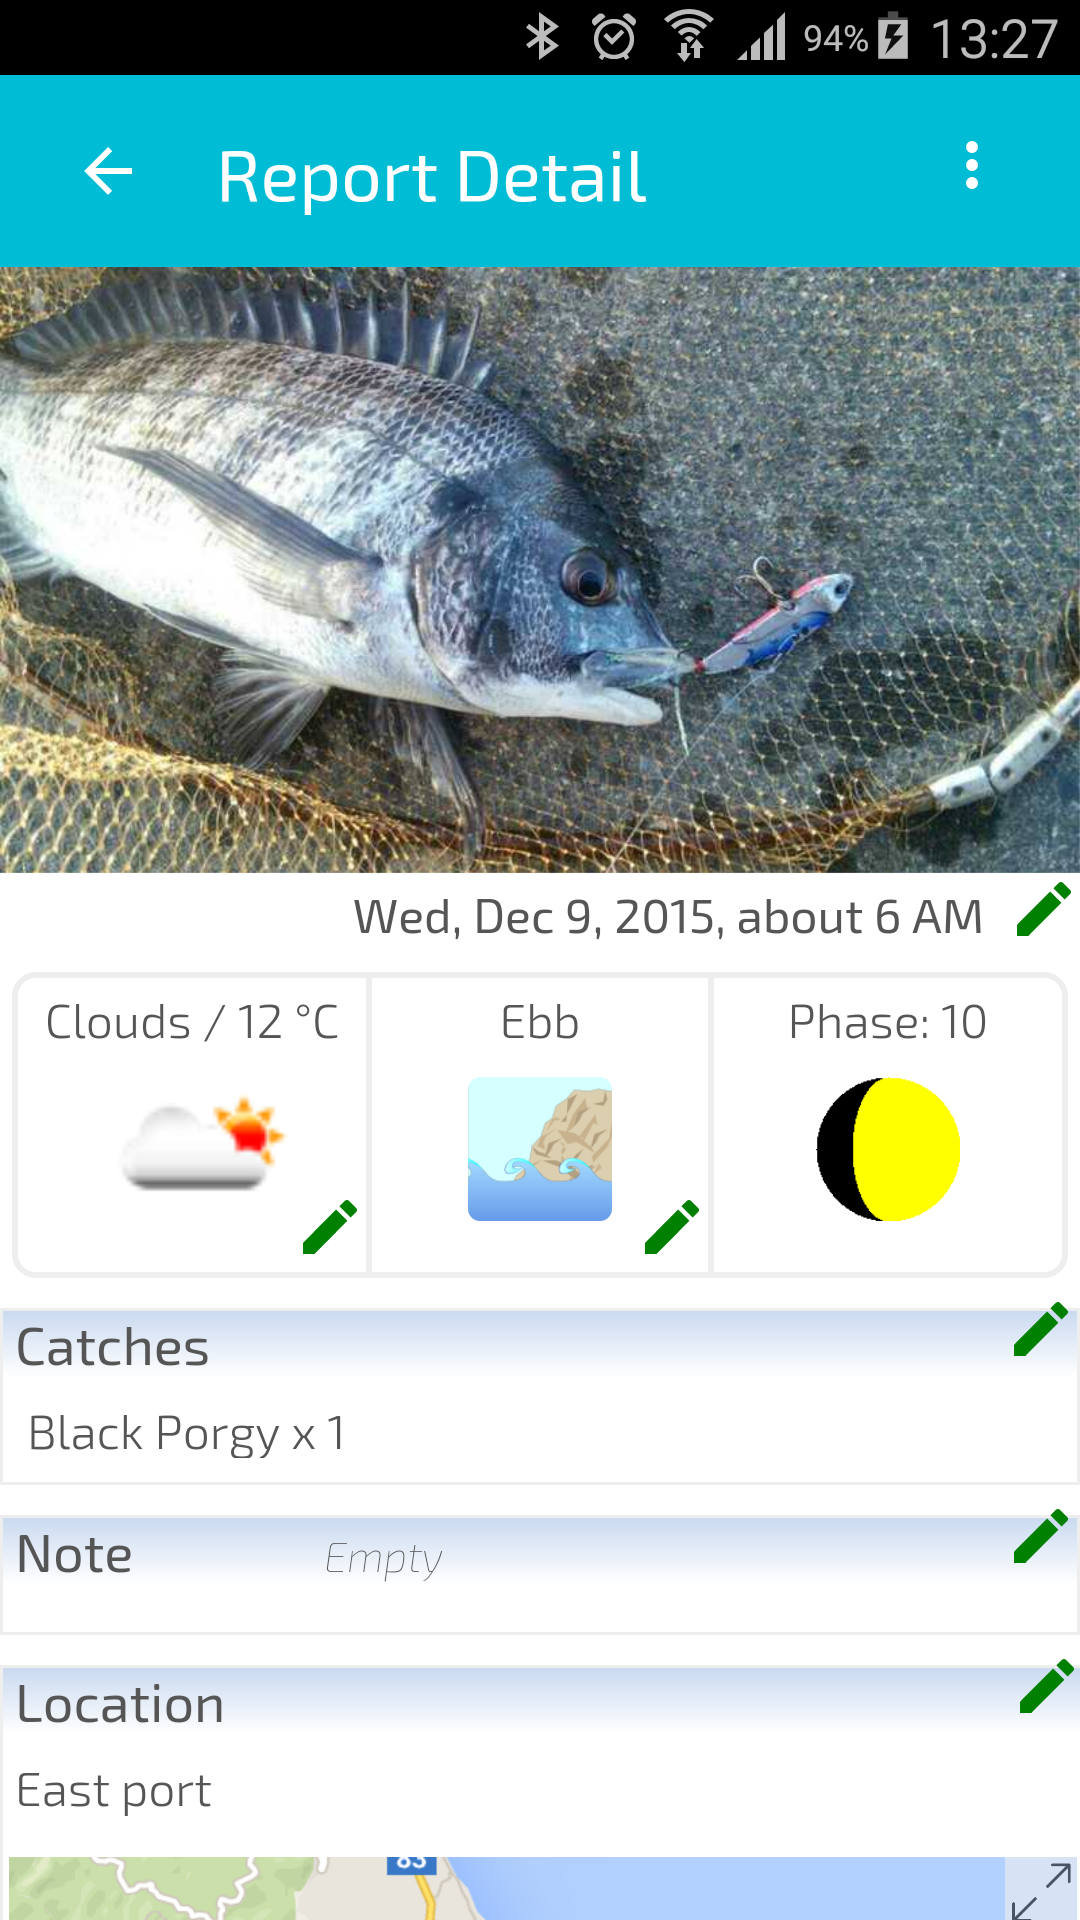 94% 13:27
Report Detail
Wed, Dec 9, 2015, about 6 AM
Clouds / 12 °C
Ebb
Phase: 10
Catches
Black Porgy x 1
Note
Empty
Location
East port
83